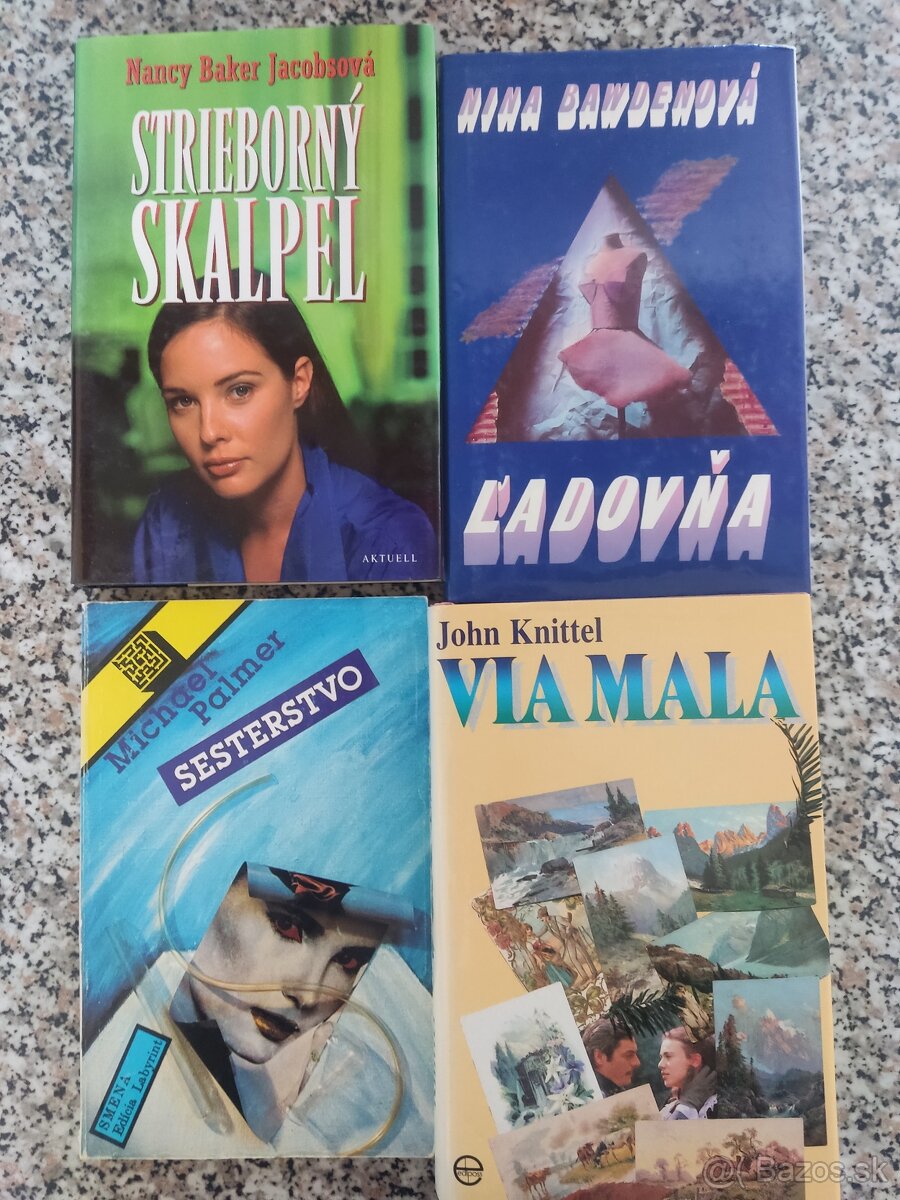 Nancy Baker Jacobsová
STRIEBORNÝ
SKALPEL
AKTUELL
NINA BAWDENOVÁ
ĽADOVŇA
Michael
Palmer
SESTERSTVO
SMENA
Edícia Labyrint
John Knittel
VIA MALA
Bazos.sk